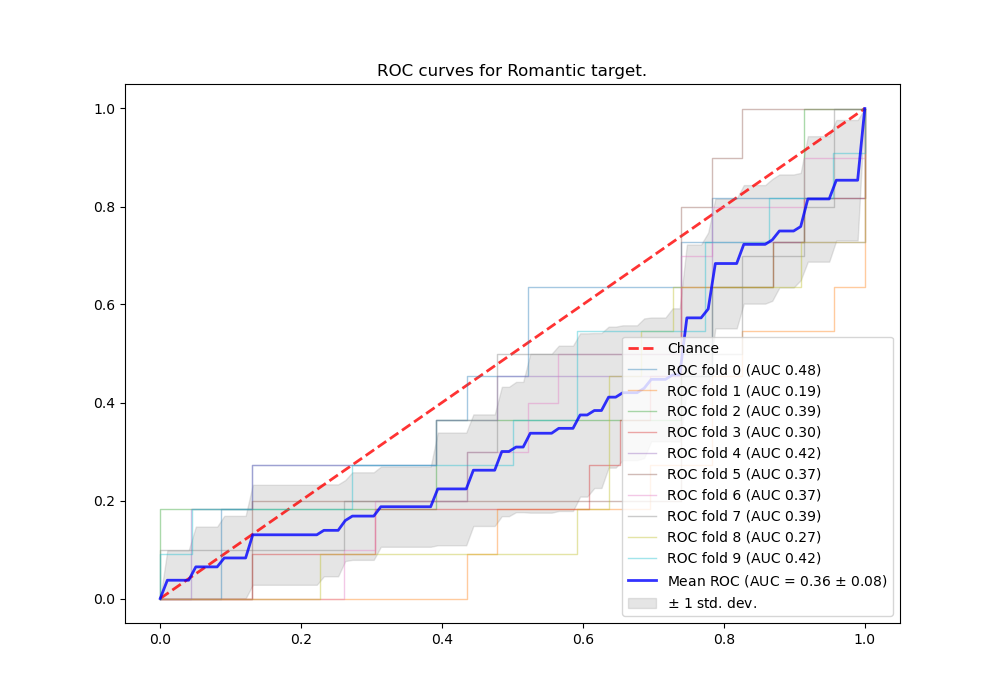 ROC curves for Romantic target.
1.0
0.8
0.6
0.4
0.2
0.0
Chance
ROC fold 0 (AUC 0.48)
ROC fold 1 (AUC 0.19)
ROC fold 2 (AUC 0.39)
ROC fold 3 (AUC 0.30)
ROC fold 4 (AUC 0.42)
ROC fold 5 (AUC 0.37)
ROC fold 6 (AUC 0.37)
ROC fold 7 (AUC 0.39)
ROC fold 8 (AUC 0.27)
ROC fold 9 (AUC 0.42)
Mean ROC (AUC = 0.36 ± 0.08)
± 1 std. dev.
0.0 0.2 0.4 0.6 0.8 1.0